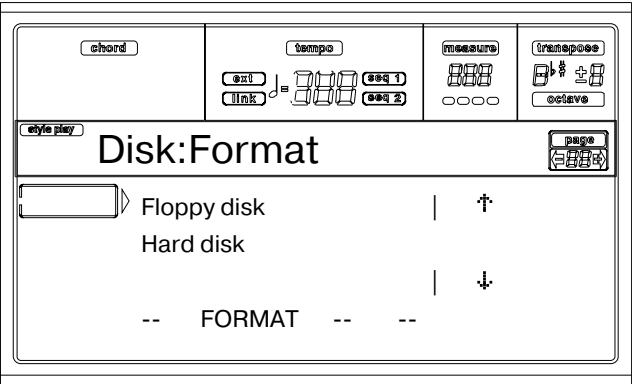 chord tempo measure transpose
ext seq 1
link seq 2
octave
style play Disk:Format page
Floppy disk | ↑
Hard disk
| ↓
-- FORMAT -- --